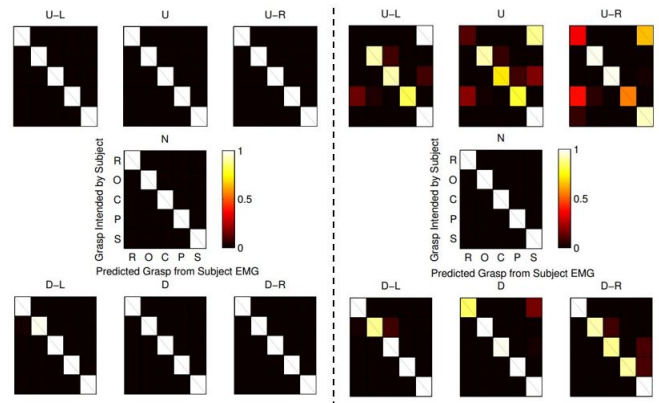 U-L U U-R
N
Grasp Intended by Subject
R
O
C
P
S
1
0.5
0
R O C P S
Predicted Grasp from Subject EMG
D-L D D-R
U-L U U-R
N
Grasp Intended by Subject
R
O
C
P
S
1
0.5
0
R O C P S
Predicted Grasp from Subject EMG
D-L D D-R